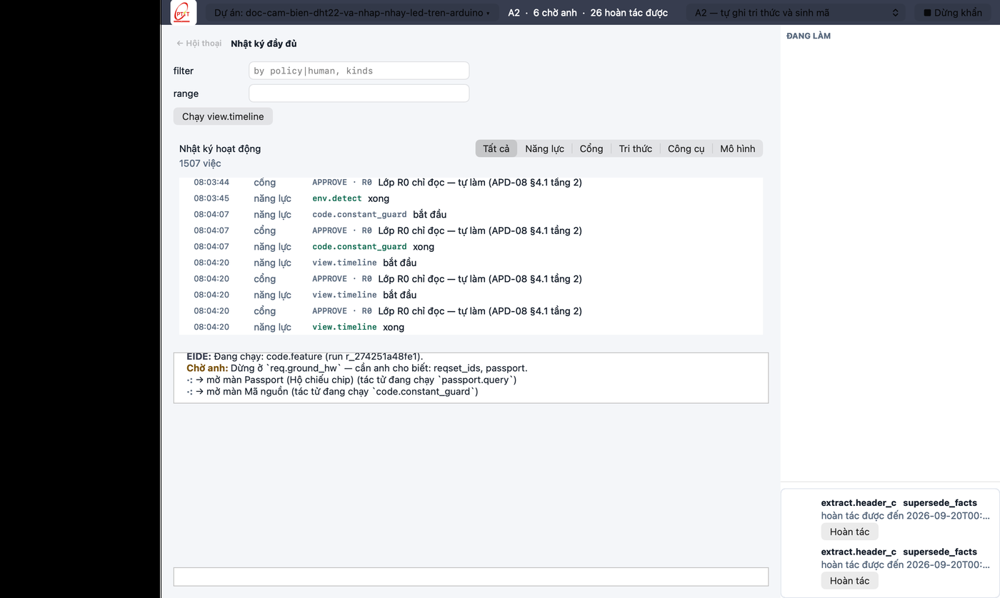 PTIT
Dự án: doc-cam-bien-dht22-va-nhap-nhay-led-tren-arduino ▾
A2 · 6 chờ anh · 26 hoàn tác được
A2 — tự ghi tri thức và sinh mã
Dừng khẩn
← Hội thoại Nhật ký đầy đủ
ĐANG LÀM
filter by policy|human, kinds
range
Chạy view.timeline
Nhật ký hoạt động
Tất cả Năng lực Cổng Tri thức Công cụ Mô hình
1507 việc
08:03:44 cổng APPROVE · R0 Lớp R0 chỉ đọc — tự làm (APD-08 §4.1 tầng 2)
08:03:45 năng lực env.detect xong
08:04:07 năng lực code.constant_guard bắt đầu
08:04:07 cổng APPROVE · R0 Lớp R0 chỉ đọc — tự làm (APD-08 §4.1 tầng 2)
08:04:07 năng lực code.constant_guard xong
08:04:20 năng lực view.timeline bắt đầu
08:04:20 cổng APPROVE · R0 Lớp R0 chỉ đọc — tự làm (APD-08 §4.1 tầng 2)
08:04:20 năng lực view.timeline bắt đầu
08:04:20 cổng APPROVE · R0 Lớp R0 chỉ đọc — tự làm (APD-08 §4.1 tầng 2)
08:04:20 năng lực view.timeline xong
EIDE: Đang chạy: code.feature (run r_274251a48fe1).
Chờ anh: Dừng ở `req.ground_hw` — cần anh cho biết: reqset_ids, passport.
·: → mở màn Passport (Hộ chiếu chip) (tác tử đang chạy `passport.query`)
·: → mở màn Mã nguồn (tác tử đang chạy `code.constant_guard`)
extract.header_c supersede_facts
hoàn tác được đến 2026-09-20T00:...
Hoàn tác
extract.header_c supersede_facts
hoàn tác được đến 2026-09-20T00:...
Hoàn tác